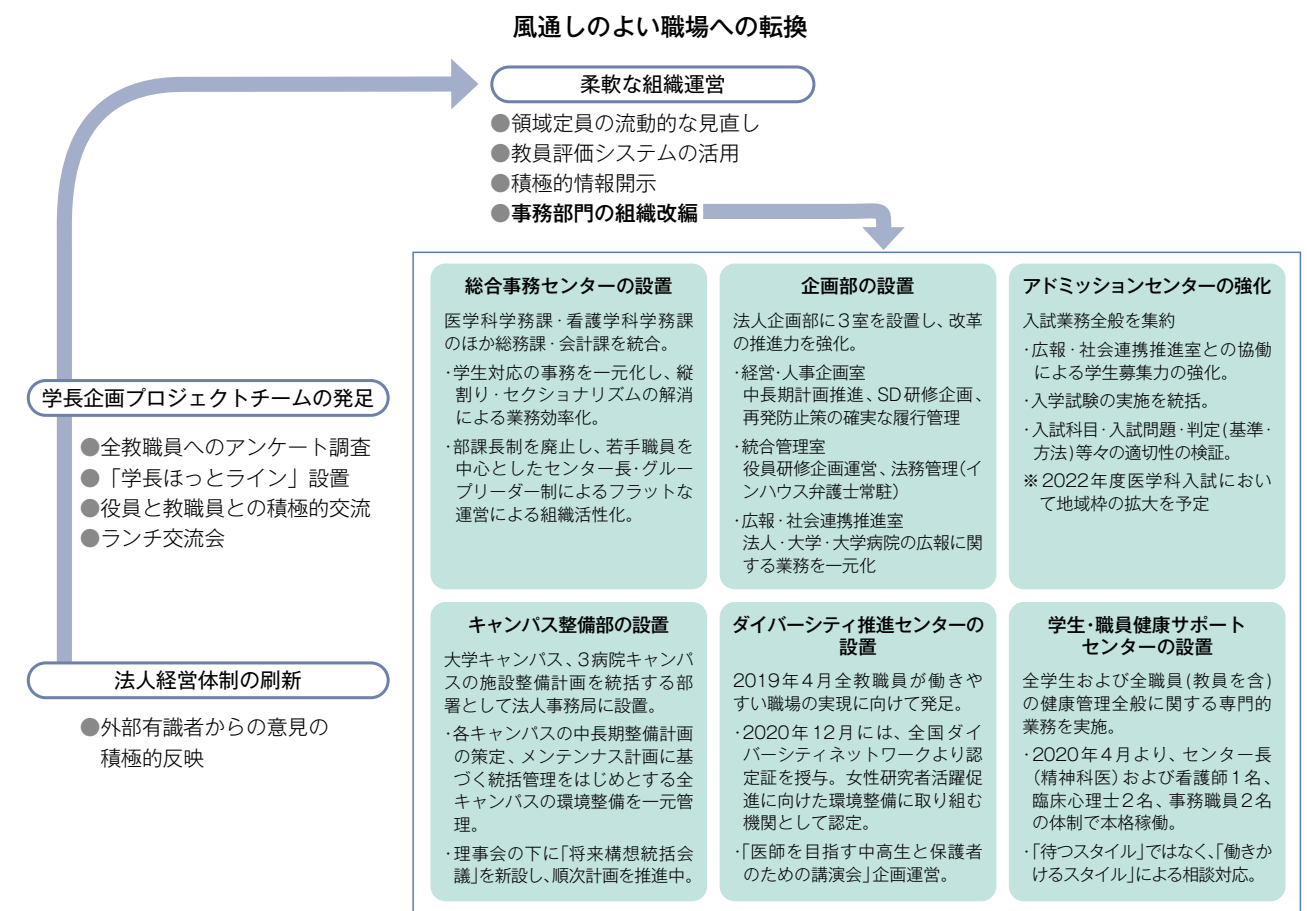 風通しのよい職場への転換
柔軟な組織運営
●領域定員の流動的な見直し
●教員評価システムの活用
●積極的情報開示
●事務部門の組織改編
学長企画プロジェクトチームの発足
●全教職員へのアンケート調査
●「学長ほっとライン」設置
●役員と教職員との積極的交流
●ランチ交流会
法人経営体制の刷新
●外部有識者からの意見の
積極的反映
総合事務センターの設置
医学科学務課・看護学科学務課
のほか総務課・会計課を統合。
・学生対応の事務を一元化し、縦
割り・セクショナリズムの解消
による業務効率化。
・部課長制を廃止し、若手職員を
中心としたセンター長・グルー
プリーダー制によるフラットな
運営による組織活性化。
企画部の設置
法人企画部に３室を設置し、改革
の推進力を強化。
・経営・人事企画室
中長期計画推進、SD研修企画、
再発防止策の確実な履行管理
・統合管理室
役員研修企画運営、法務管理(イ
ンハウス弁護士常駐)
・広報・社会連携推進室
法人・大学・大学病院の広報に関
する業務を一元化
アドミッションセンターの強化
入試業務全般を集約
・広報・社会連携推進室との協働
による学生募集力の強化。
・入学試験の実施を統括。
・入試科目・入試問題・判定(基準・
方法)等々の適切性の検証。
※2022年度医学科入試におい
て地域枠の拡大を予定
キャンパス整備部の設置
大学キャンパス、３病院キャンパ
スの施設整備計画を統括する部
署として法人事務局に設置。
・各キャンパスの中長期整備計画
の策定、メンテンナス計画に基
づく統括管理をはじめとする全
キャンパスの環境整備を一元管
理。
・理事会の下に「将来構想統括会
議」を新設し、順次計画を推進中。
ダイバーシティ推進センターの
設置
2019年4月全教職員が働きや
すい職場の実現に向けて発足。
・2020年12月には、全国ダイ
バーシティネットワークより認
定証を授与。女性研究者活躍促
進に向けた環境整備に取り組む
機関として認定。
・「医師を目指す中高生と保護者
のための講演会」企画運営。
学生・職員健康サポート
センターの設置
全学生および全職員(教員を含む)
の健康管理全般に関する専門的
業務を実施。
・2020年4月より、センター長
(精神科医)および看護師1名、
臨床心理士2名、事務職員2名
の体制で本格稼働。
・「待つスタイル」ではなく、「働きか
けるスタイル」による相談対応。